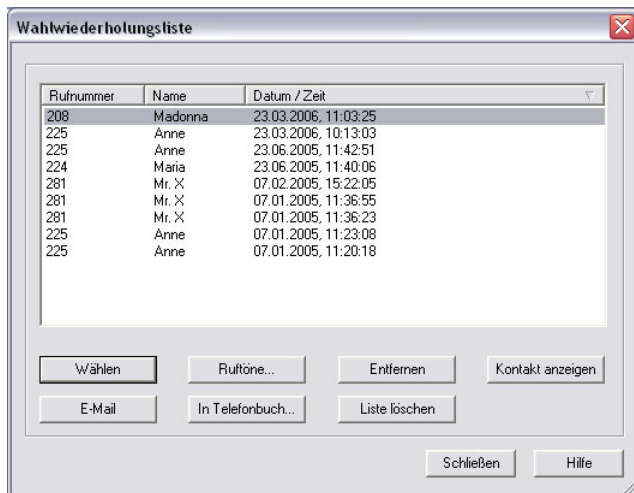 Wahlwiederholungsliste
Rufnummer Name Datum / Zeit
208 Madonna 23.03.2006, 11:03:25
225 Anne 23.03.2006, 10:13:03
225 Anne 23.06.2005, 11:42:51
224 Maria 23.06.2005, 11:40:06
281 Mr. X 07.02.2005, 15:22:05
281 Mr. X 07.01.2005, 11:36:55
281 Mr. X 07.01.2005, 11:36:23
225 Anne 07.01.2005, 11:23:08
225 Anne 07.01.2005, 11:20:18
Wählen Ruftöne... Entfernen Kontakt anzeigen
E-Mail In Telefonbuch... Liste löschen
Schließen Hilfe